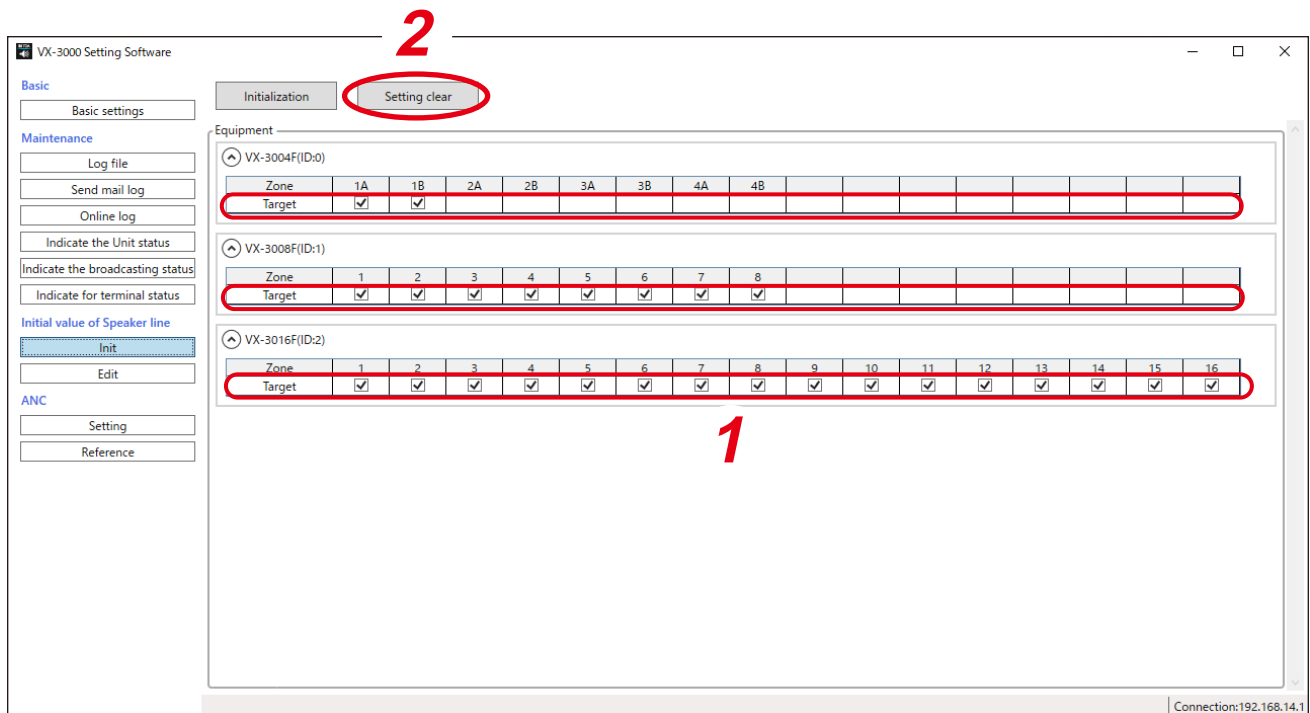 2
VX-3000 Setting Software
Basic
Basic settings
Maintenance
Log file
Send mail log
Online log
Indicate the Unit status
Indicate the broadcasting status
Indicate for terminal status
Initial value of Speaker line
Init
Edit
ANC
Setting
Reference
Initialization
Setting clear
Equipment
VX-3004F(ID:0)
Zone 1A 1B 2A 2B 3A 3B 4A 4B
Target
VX-3008F(ID:1)
Zone 1 2 3 4 5 6 7 8
Target
VX-3016F(ID:2)
Zone 1 2 3 4 5 6 7 8 9 10 11 12 13 14 15 16
Target
1
Connection:192.168.14.1